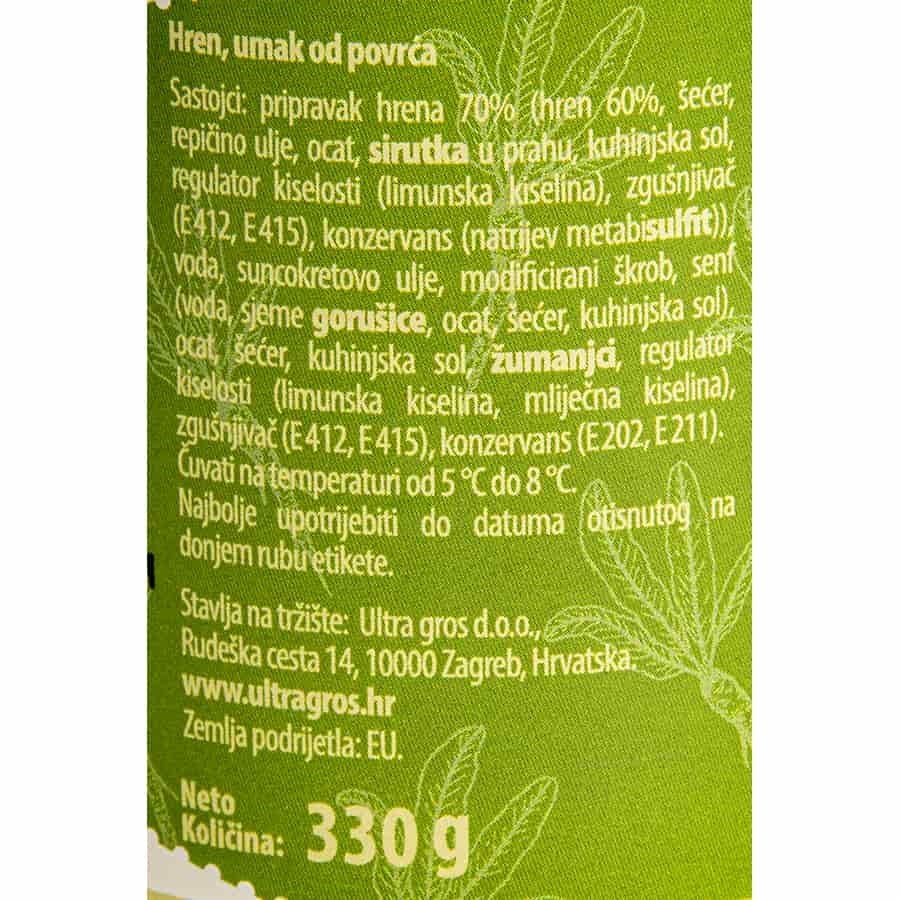 Hren, umak od povrća
Sastojci: pripravak hrena 70% (hren 60%, šećer,
repičino ulje, ocat, sirutka u prahu, kuhinjska sol,
regulator kiselosti (limunska kiselina), zgušnjivač
(E412, E415), konzervans (natrijev metabisulfit)),
voda, suncokretovo ulje, modificirani škrob, senf
(voda, sjeme gorušice, ocat, šećer, kuhinjska sol),
ocat, šećer, kuhinjska sol, žumanjci, regulator
kiselosti (limunska kiselina, mliječna kiselina),
zgušnjivač (E412, E415), konzervans (E202, E211).
Čuvati na temperaturi od 5 °C do 8 °C.
Najbolje upotrijebiti do datuma otisnutog na
donjem rubu etikete.
Stavlja na tržište: Ultra gros d.o.o.,
Rudeška cesta 14, 10000 Zagreb, Hrvatska.
www.ultragros.hr
Zemlja podrijetla: EU.
Neto
Količina: 330 g